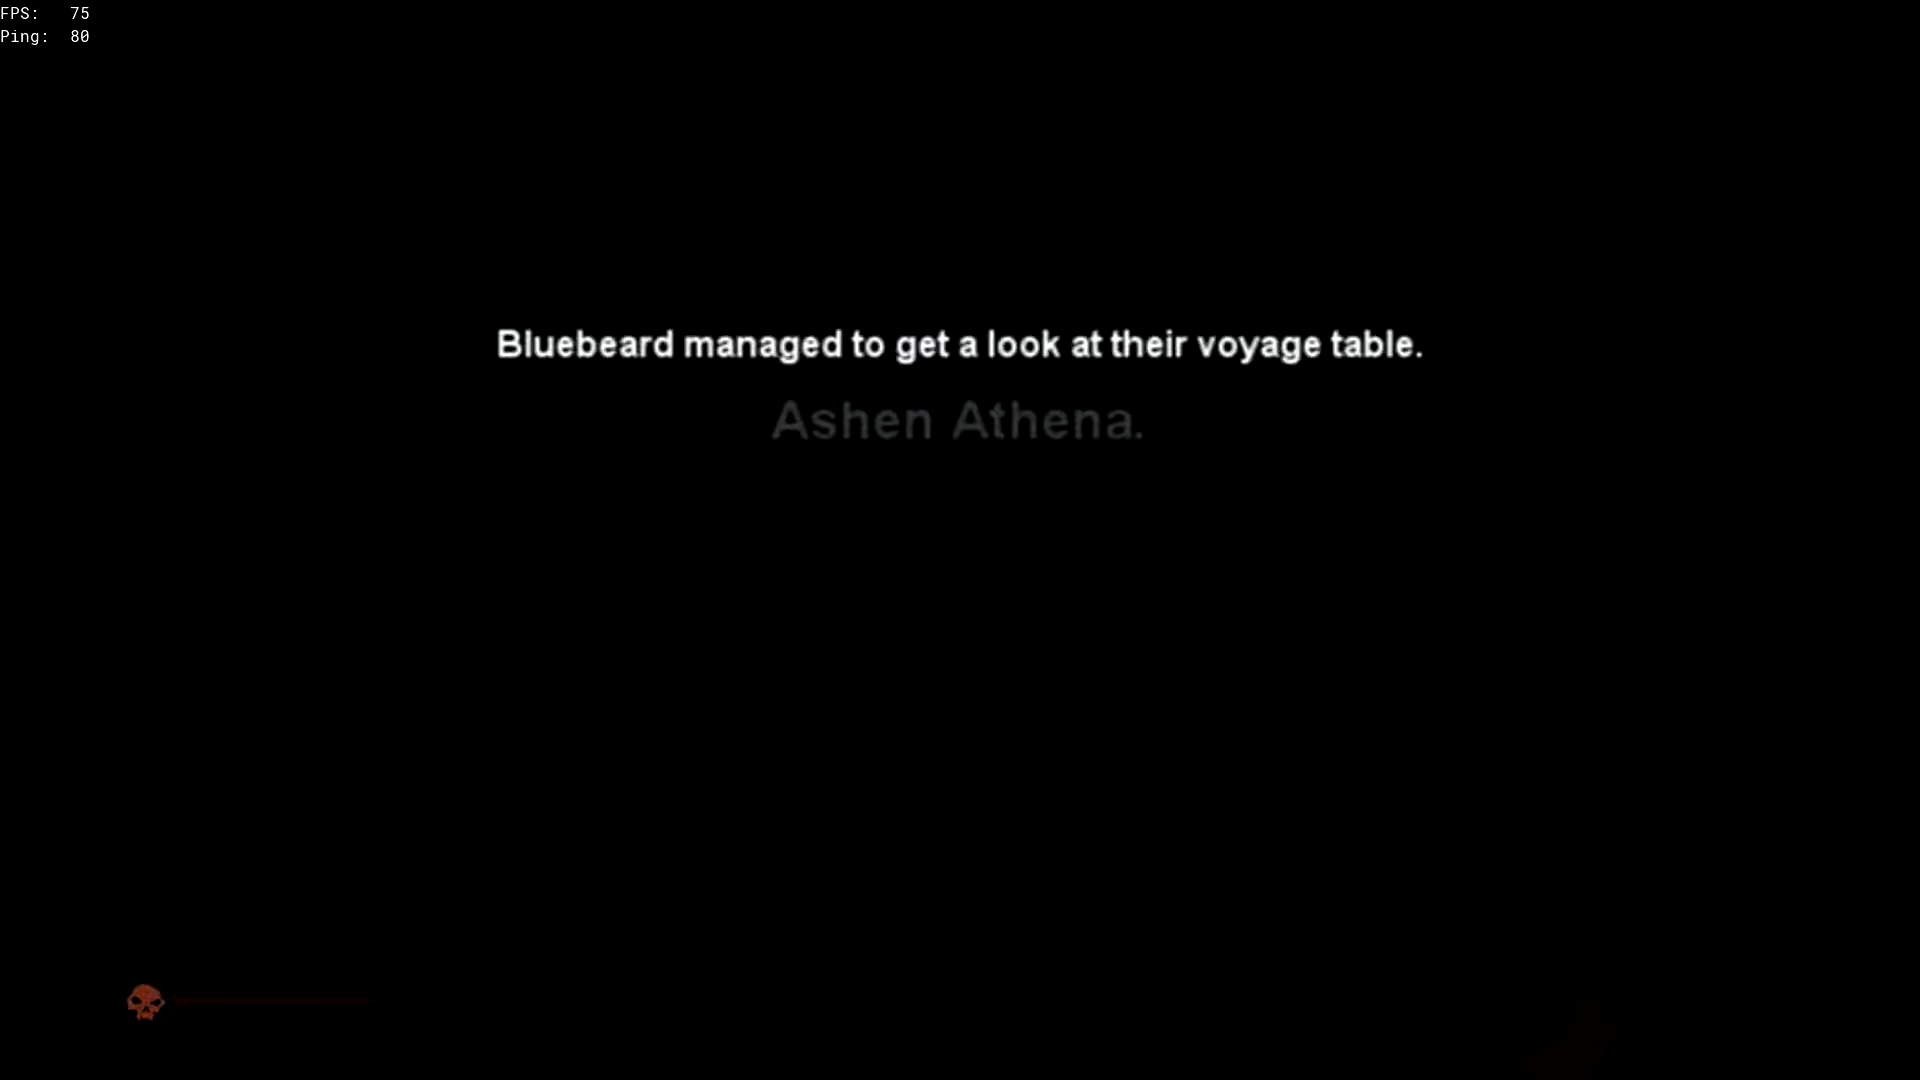 FPS: 75
Ping: 80
Bluebeard managed to get a look at their voyage table.
Ashen Athena.